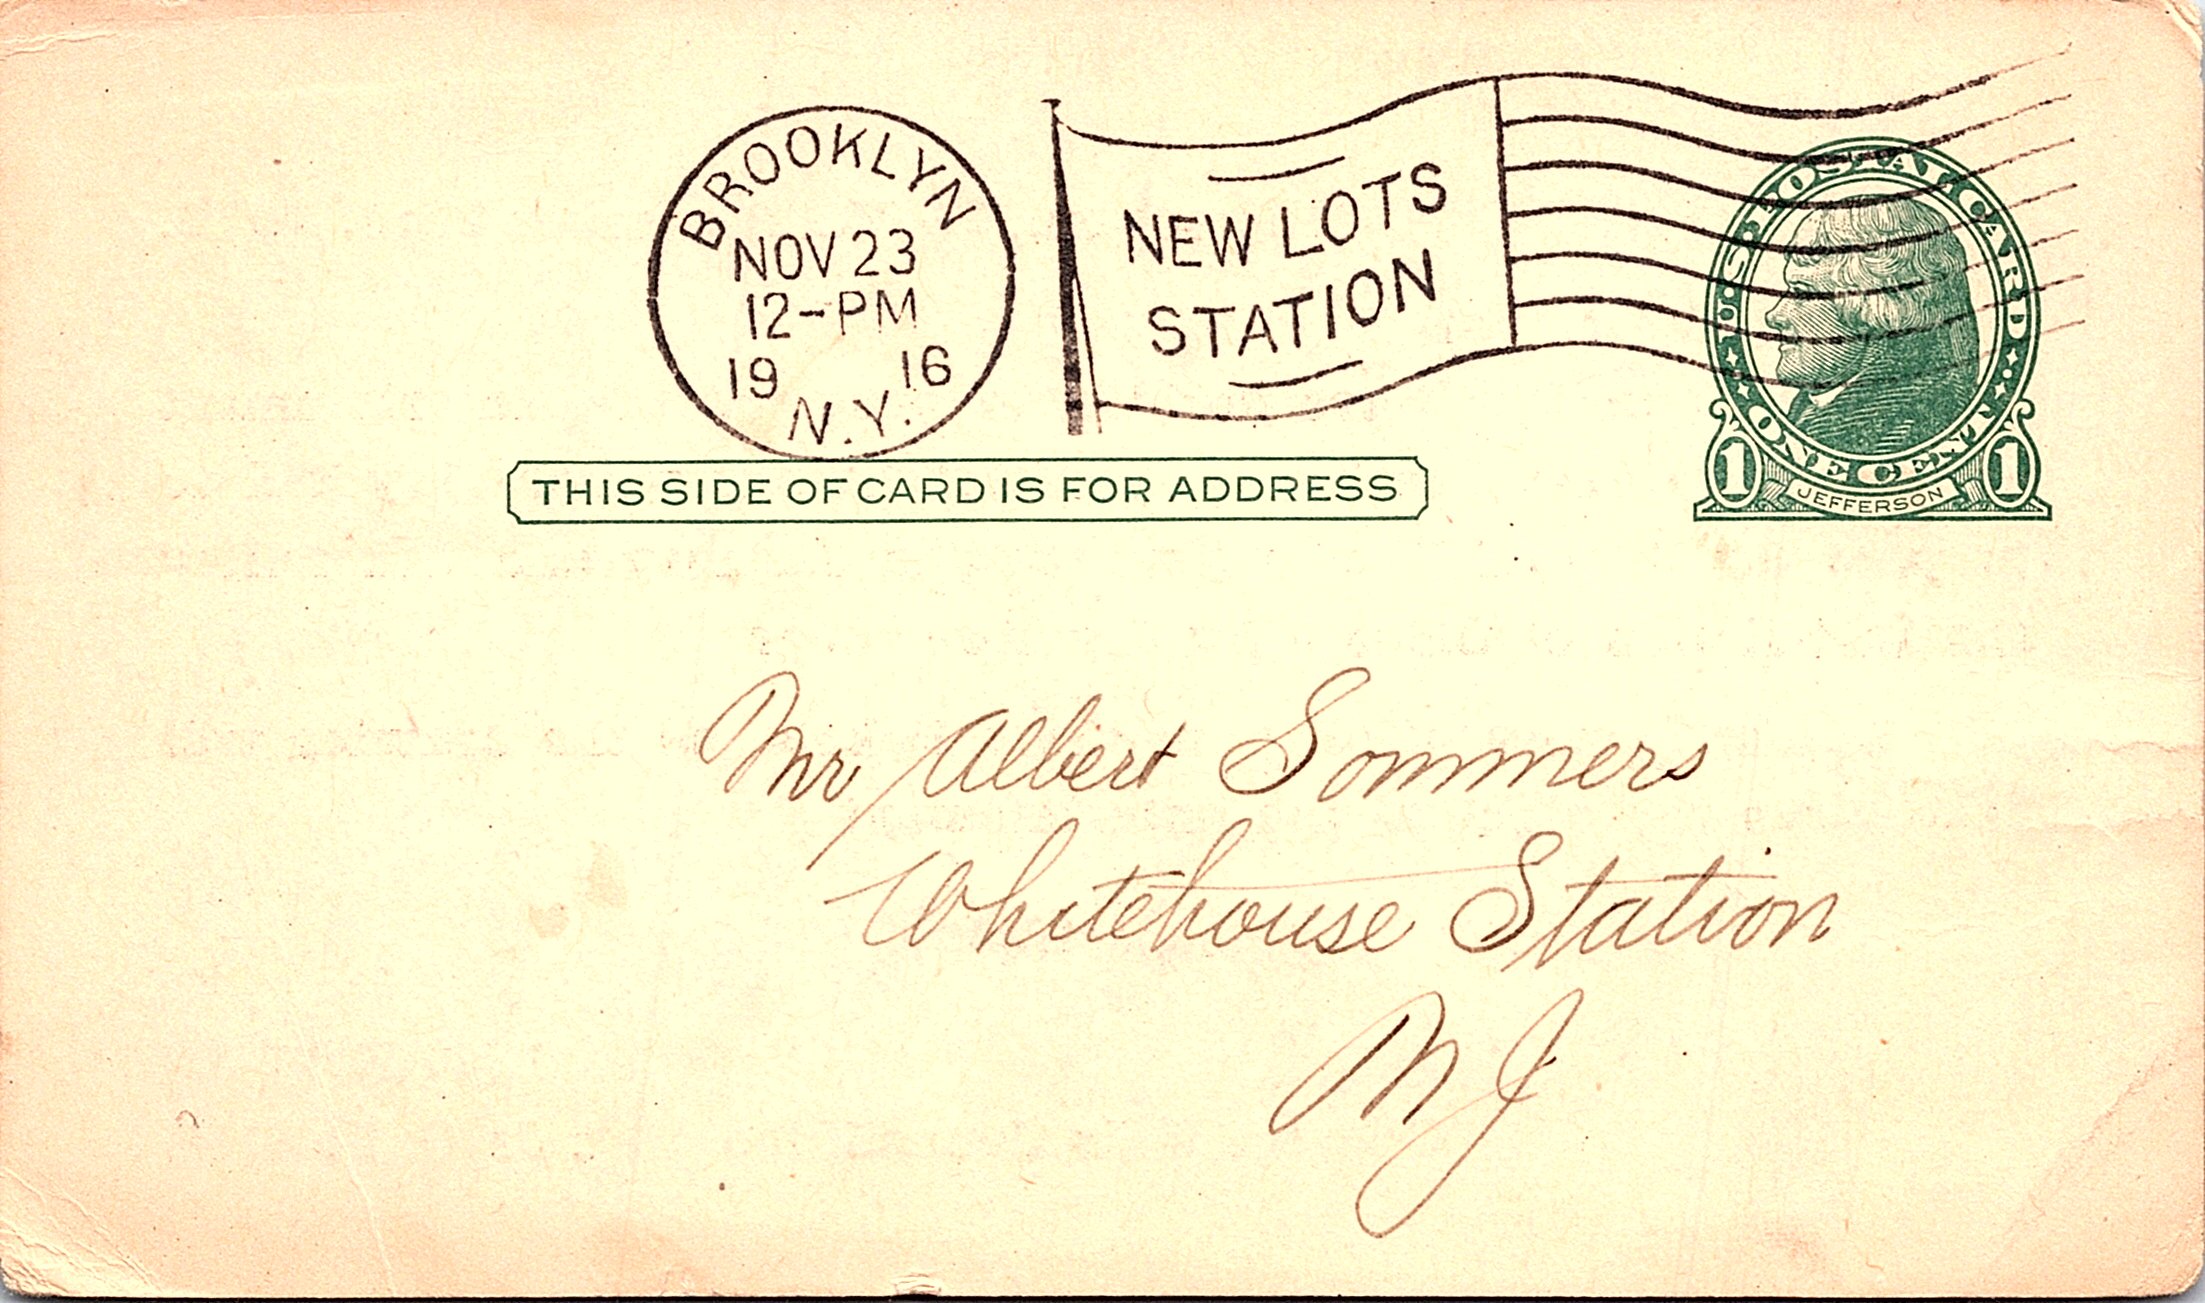 BROOKLYN
NOV 23
12-PM
19 16
N.Y.
NEW LOTS
STATION
U·S·POSTAL CARD
ONE CENT
1 1
JEFFERSON
THIS SIDE OF CARD IS FOR ADDRESS
Mr Albert Sommers
Whitehouse Station
N J